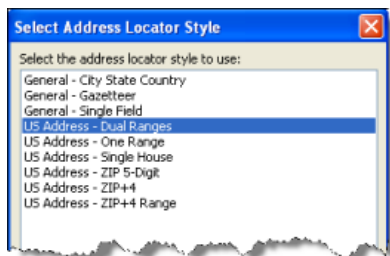 Select Address Locator Style
Select the address locator style to use:
General - City State Country
General - Gazetteer
General - Single Field
US Address - Dual Ranges
US Address - One Range
US Address - Single House
US Address - ZIP 5-Digit
US Address - ZIP+4
US Address - ZIP+4 Range